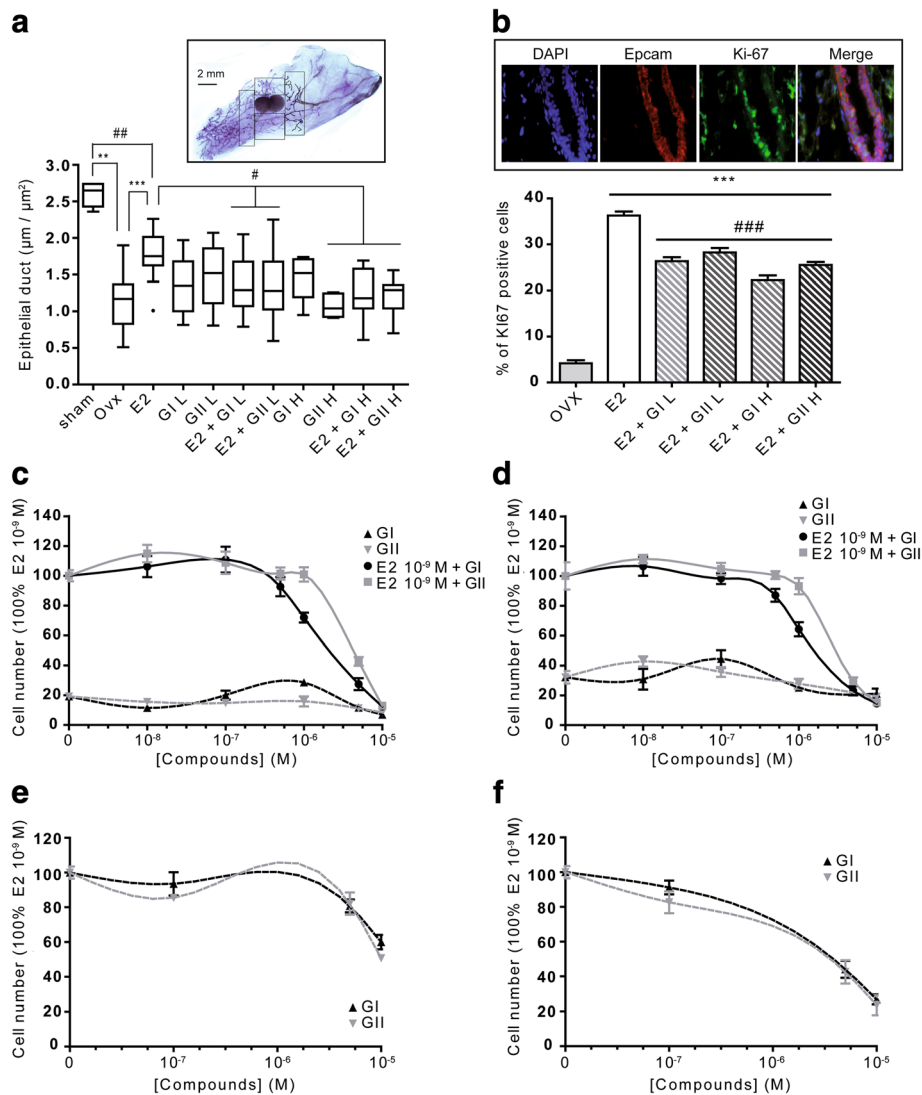 a
2 mm
##
**
***
#
Epithelial duct (µm / µm²)
3.0
2.5
2.0
1.5
1.0
0.5
0.0
sham
Ovx
E2
GI L
GII L
E2 + GI L
E2 + GII L
GI H
GII H
E2 + GI H
E2 + GII H
b
DAPI
Epcam
Ki-67
Merge
***
###
% of KI67 positive cells
40
30
20
10
0
OVX
E2
E2 + GI L
E2 + GII L
E2 + GI H
E2 + GII H
c
Cell number (100% E2 10⁻⁹ M)
140
120
100
80
60
40
20
0
0
10⁻⁸
10⁻⁷
10⁻⁶
10⁻⁵
[Compounds] (M)
GI
GII
E2 10⁻⁹ M + GI
E2 10⁻⁹ M + GII
d
Cell number (100% E2 10⁻⁹ M)
140
120
100
80
60
40
20
0
0
10⁻⁸
10⁻⁷
10⁻⁶
10⁻⁵
[Compounds] (M)
GI
GII
E2 10⁻⁹ M + GI
E2 10⁻⁹ M + GII
e
Cell number (100% E2 10⁻⁹ M)
120
100
80
60
40
20
0
0
10⁻⁷
10⁻⁶
10⁻⁵
[Compounds] (M)
GI
GII
f
Cell number (100% E2 10⁻⁹ M)
120
100
80
60
40
20
0
0
10⁻⁷
10⁻⁶
10⁻⁵
[Compounds] (M)
GI
GII